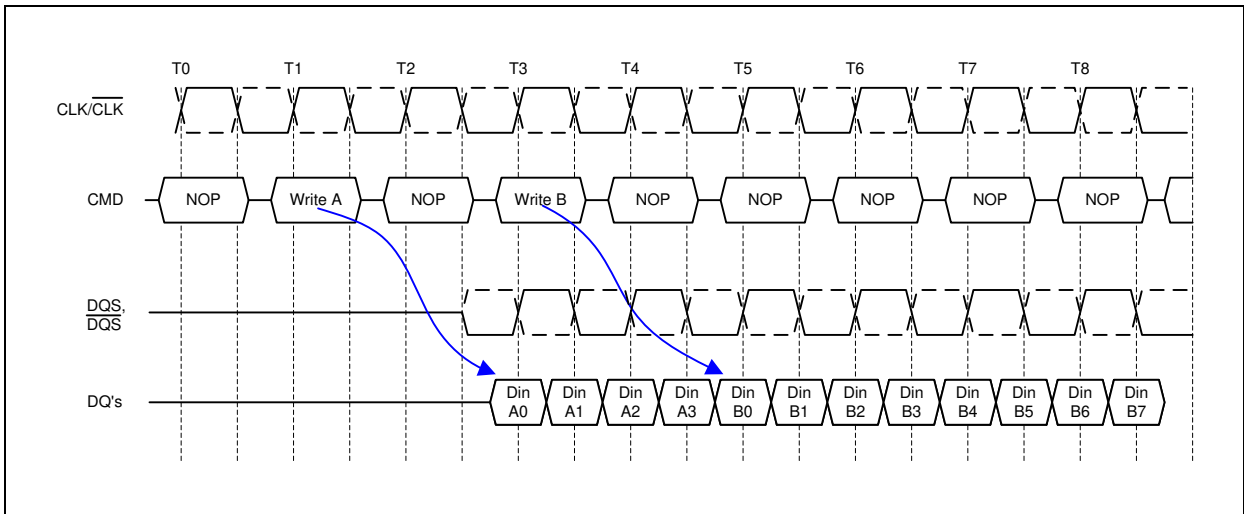 T0 T1 T2 T3 T4 T5 T6 T7 T8
CLK/CLK
CMD NOP Write A NOP Write B NOP NOP NOP NOP NOP
DQS,
DQS
DQ's Din Din Din Din Din Din Din Din Din Din Din Din
A0 A1 A2 A3 B0 B1 B2 B3 B4 B5 B6 B7